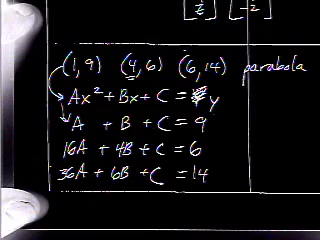 (1, 9) (4, 6) (6, 14) parabola
Ax² + Bx + C = y
A + B + C = 9
16A + 4B + C = 6
36A + 6B + C = 14